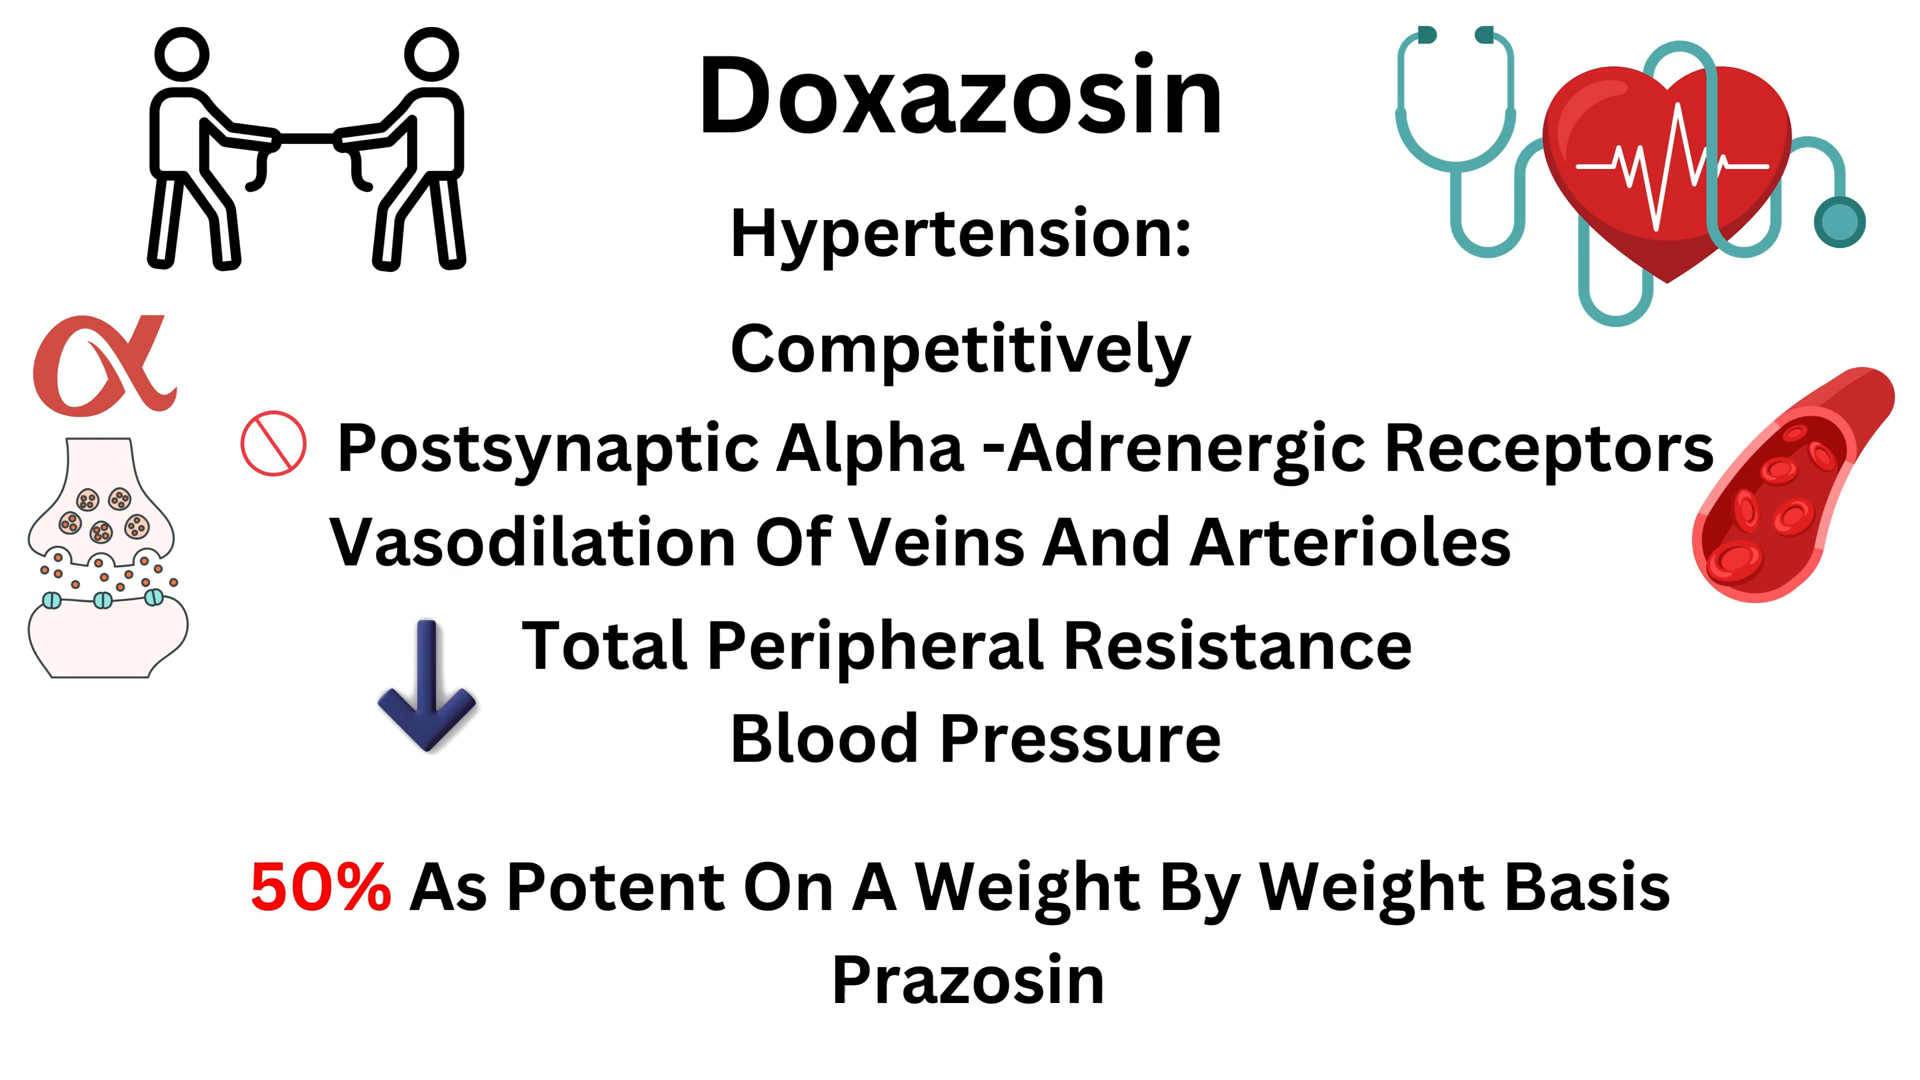 Doxazosin
Hypertension:
Competitively
Postsynaptic Alpha -Adrenergic Receptors
Vasodilation Of Veins And Arterioles
Total Peripheral Resistance
Blood Pressure
50% As Potent On A Weight By Weight Basis
Prazosin
α